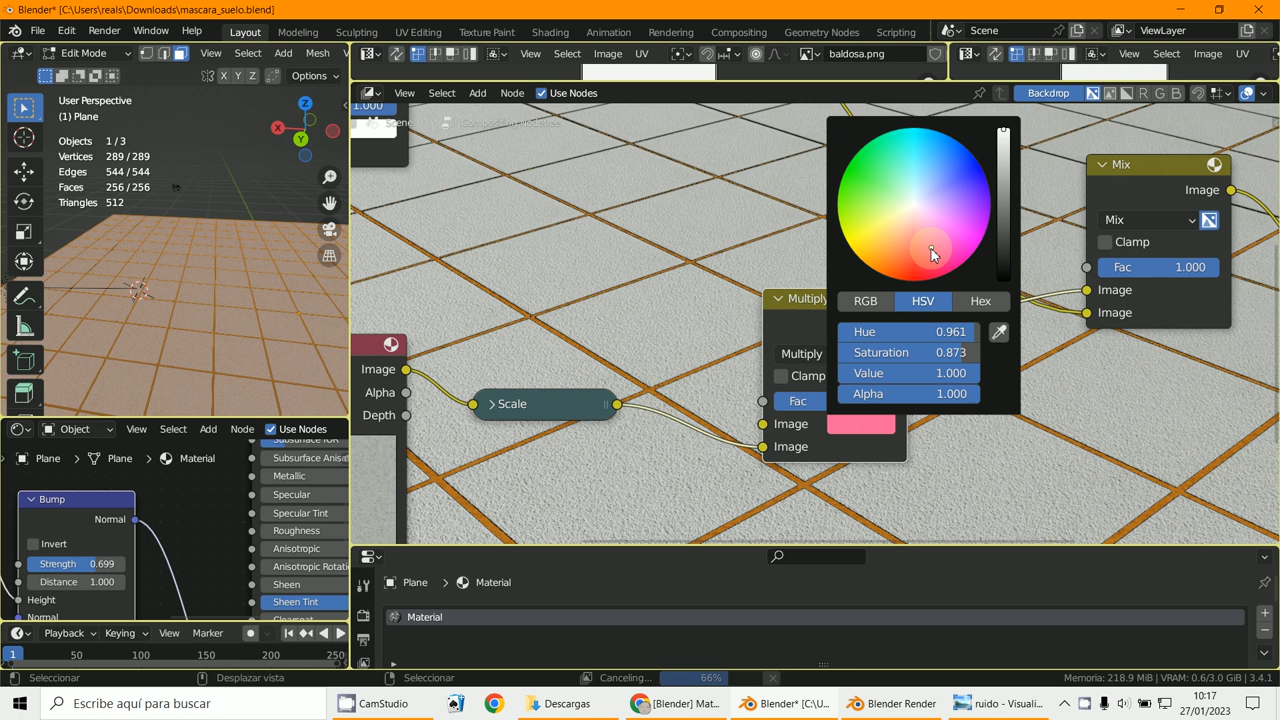 Blender* [C:\Users\reals\Downloads\mascara_suelo.blend]
File Edit Render Window Help Layout Modeling Sculpting UV Editing Texture Paint Shading Animation Rendering Compositing Geometry Nodes Scripting Scene ViewLayer
Edit Mode View Select Add Mesh View Select Image UV baldosa.png View Select Image UV
X Y Z Options
View Select Add Node Use Nodes Backdrop R G B
User Perspective
(1) Plane
1.000
Objects 1/3
Vertices 289/289
Edges 544/544
Faces 256/256
Triangles 512
X
Y
Z
Mix
Image
Mix
Clamp
Fac 1.000
Image
Image
Image
Alpha
Depth
Scale
Multiply
Multiply
Clamp
Fac
Image
Image
RGB HSV Hex
Hue 0.961
Saturation 0.873
Value 1.000
Alpha 1.000
Object View Select Add Node Use Nodes
Plane Plane Material
Metallic
Specular
Specular Tint
Roughness
Anisotropic
Sheen
Sheen Tint
Bump
Normal
Invert
Strength 0.699
Distance 1.000
Height
Normal
Plane Material
Material
Playback Keying View Marker
1 50 100 150 200 250
Seleccionar Desplazar vista Seleccionar Canceling... 66% Memoria: 218.9 MiB | VRAM: 0.6/3.0 GiB | 3.4.1
Escribe aquí para buscar CamStudio Descargas [Blender] Mat... Blender* [C:\U... Blender Render ruido - Visuali...
10:17
27/01/2023